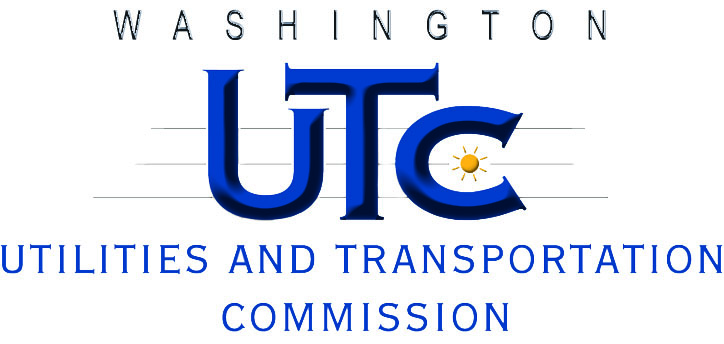 WASHINGTON
UTC
UTILITIES AND TRANSPORTATION
COMMISSION